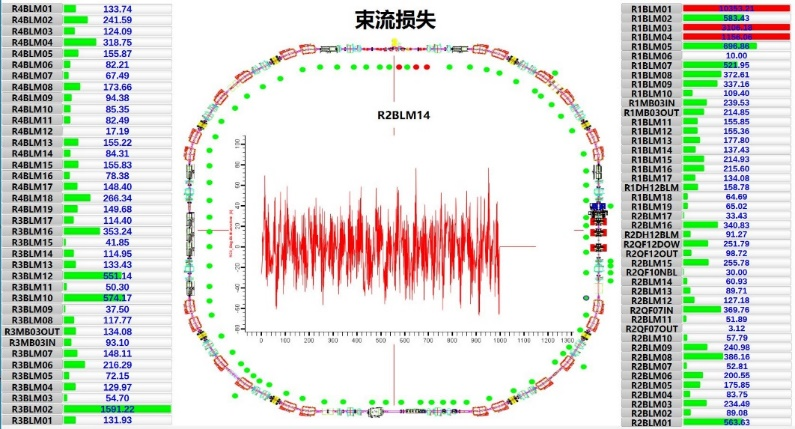 束流损失
R4BLM01 133.74
R4BLM02 241.59
R4BLM03 124.09
R4BLM04 318.75
R4BLM05 155.87
R4BLM06 82.21
R4BLM07 67.49
R4BLM08 173.66
R4BLM09 94.38
R4BLM10 85.35
R4BLM11 82.49
R4BLM12 17.19
R4BLM13 155.22
R4BLM14 84.31
R4BLM15 155.83
R4BLM16 78.38
R4BLM17 148.40
R4BLM18 266.34
R4BLM19 149.68
R3BLM17 114.40
R3BLM16 353.24
R3BLM15 41.85
R3BLM14 114.95
R3BLM13 133.43
R3BLM12 551.14
R3BLM11 50.30
R3BLM10 574.17
R3BLM09 37.50
R3BLM08 117.77
R3MB03OUT 134.08
R3MB03IN 93.10
R3BLM07 148.11
R3BLM06 216.29
R3BLM05 72.15
R3BLM04 129.97
R3BLM03 54.70
R3BLM02 1591.22
R3BLM01 131.93
R2BLM14
100
80
60
40
20
0
-20
-40
-60
-80
0 100 200 300 400 500 600 700 800 900 1000 1100 1200 1300
R1BLM01 10353.31
R1BLM02 583.43
R1BLM03
R1BLM04
R1BLM05 696.86
R1BLM06 10.00
R1BLM07 521.95
R1BLM08 372.61
R1BLM09 337.16
R1BLM10 109.40
R1MB03IN 239.53
R1MB03OUT 214.85
R1BLM11 155.85
R1BLM12 155.36
R1BLM13 177.80
R1BLM14 137.43
R1BLM15 214.93
R1BLM16 215.60
R1BLM17 134.08
R1DH12BLM 158.78
R1BLM18 64.69
R1BLM19 65.02
R2BLM17 33.43
R2BLM16 340.83
R2DH12BLM 91.27
R2QF12DOW 251.79
R2QF12OUT 98.72
R2BLM15 255.78
R2QF10NBL 30.00
R2BLM14 60.93
R2BLM13 89.71
R2BLM12 127.18
R2QF07IN 369.76
R2BLM11 51.89
R2QF07OUT 3.12
R2BLM10 57.79
R2BLM09 240.98
R2BLM08 386.16
R2BLM07 52.81
R2BLM06 200.55
R2BLM05 175.85
R2BLM04 83.75
R2BLM03 234.49
R2BLM02 89.08
R2BLM01 563.63